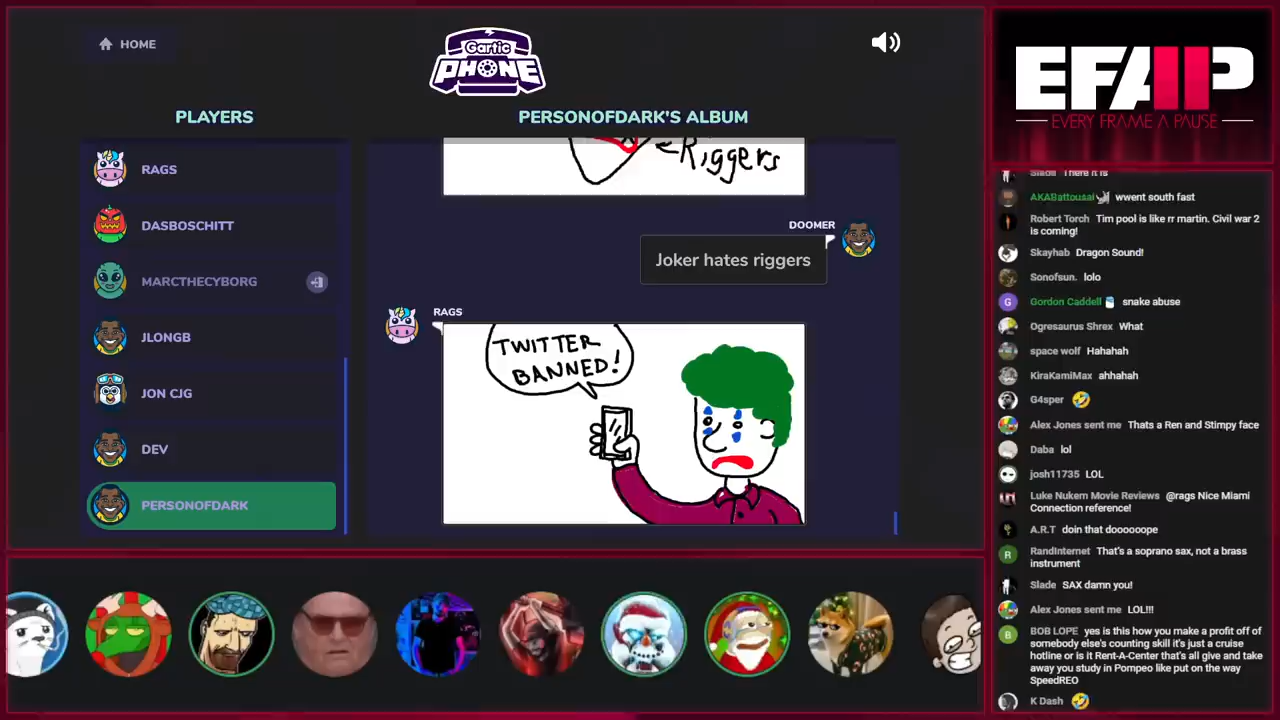 HOME
Gartic
PHONE
PLAYERS
PERSONOFDARK'S ALBUM
RAGS
DASBOSCHITT
MARCTHECYBORG
JLONGB
JON CJG
DEV
PERSONOFDARK
←Riggers
DOOMER
Joker hates riggers
RAGS
TWITTER
BANNED!
EFAP
EVERY FRAME A PAUSE
Sladii There it is
AKABattousai wwent south fast
Robert Torch Tim pool is like rr martin. Civil war 2
is coming!
Skayhab Dragon Sound!
Sonofsun. lolo
G
Gordon Caddell snake abuse
Ogresaurus Shrex What
space wolf Hahahah
KiraKamiMax ahhahah
G4sper 🤣
Alex Jones sent me Thats a Ren and Stimpy face
Daba lol
josh11735 LOL
Luke Nukem Movie Reviews @rags Nice Miami
Connection reference!
A.R.T doin that dooooope
R
RandInternet That's a soprano sax, not a brass
instrument
Slade SAX damn you!
Alex Jones sent me LOL!!!
B
BOB LOPE yes is this how you make a profit off of
somebody else's counting skill it's just a cruise
hotline or is it Rent-A-Center that's all give and take
away you study in Pompeo like put on the way
SpeedREO
K Dash 🤣